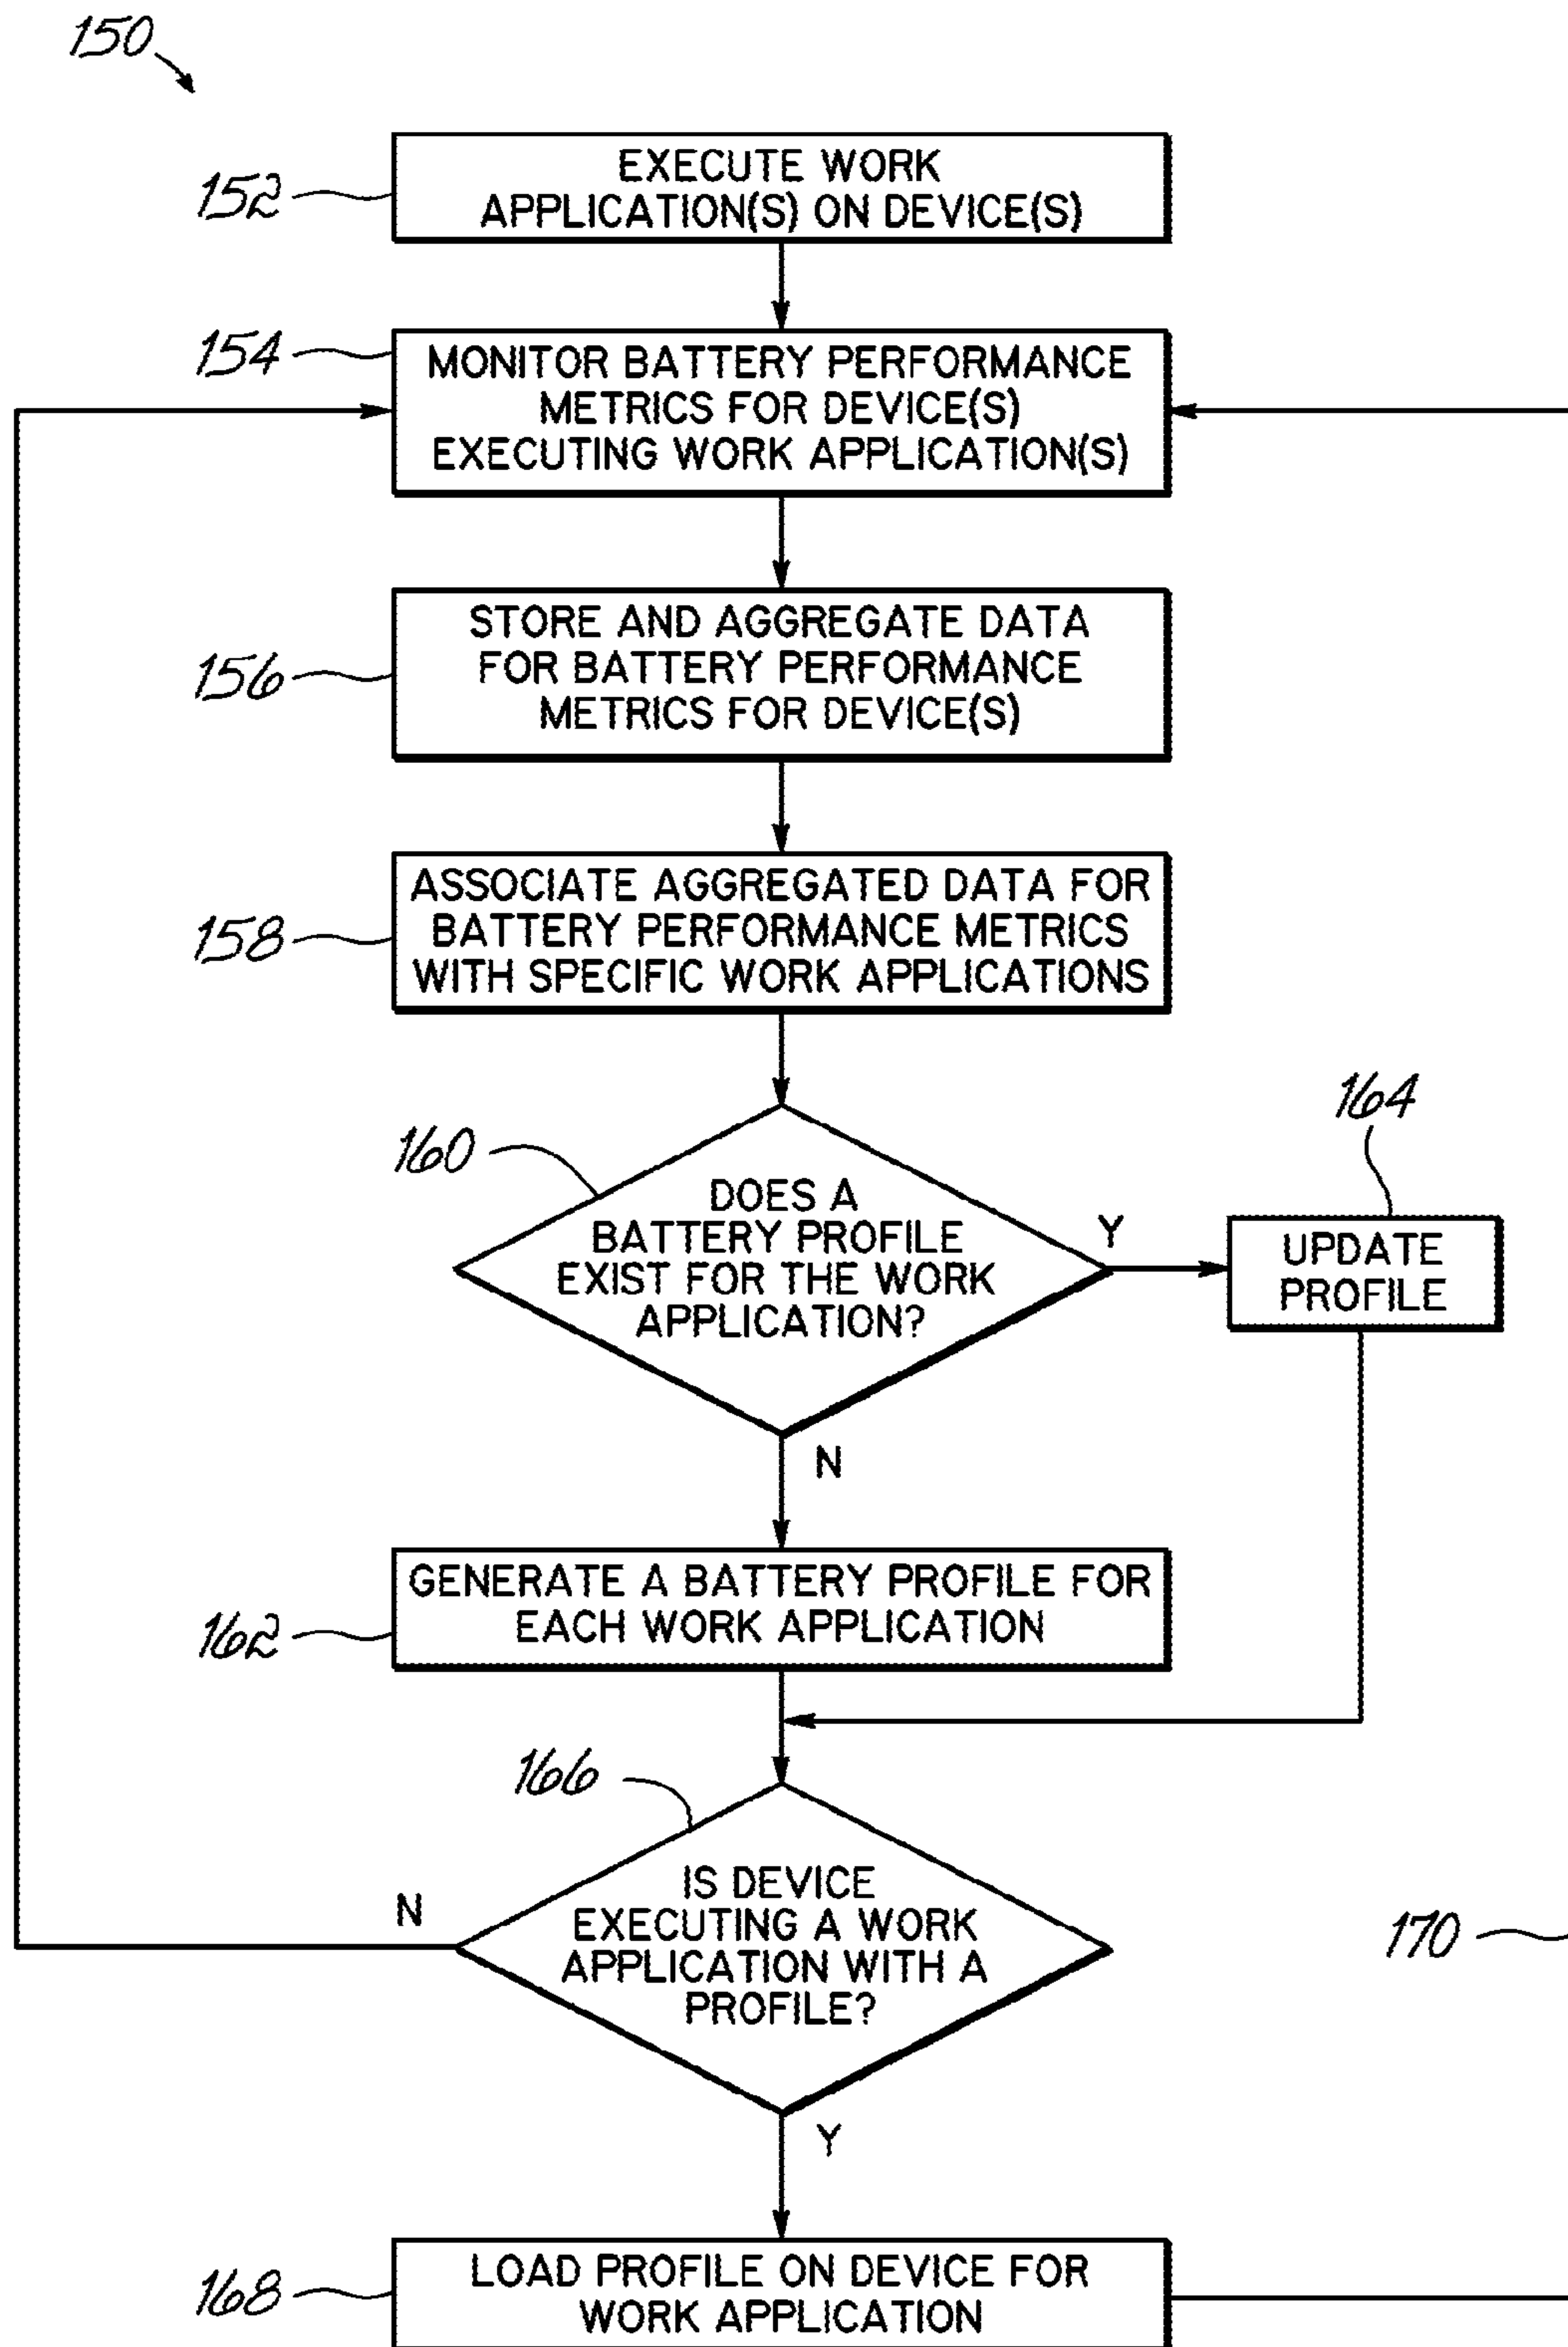 150
152
EXECUTE WORK
APPLICATION(S) ON DEVICE(S)
154
MONITOR BATTERY PERFORMANCE
METRICS FOR DEVICE(S)
EXECUTING WORK APPLICATION(S)
156
STORE AND AGGREGATE DATA
FOR BATTERY PERFORMANCE
METRICS FOR DEVICE(S)
158
ASSOCIATE AGGREGATED DATA FOR
BATTERY PERFORMANCE METRICS
WITH SPECIFIC WORK APPLICATIONS
160
DOES A
BATTERY PROFILE
EXIST FOR THE WORK
APPLICATION?
Y
164
UPDATE
PROFILE
N
162
GENERATE A BATTERY PROFILE FOR
EACH WORK APPLICATION
166
IS DEVICE
EXECUTING A WORK
APPLICATION WITH A
PROFILE?
N
170
Y
168
LOAD PROFILE ON DEVICE FOR
WORK APPLICATION